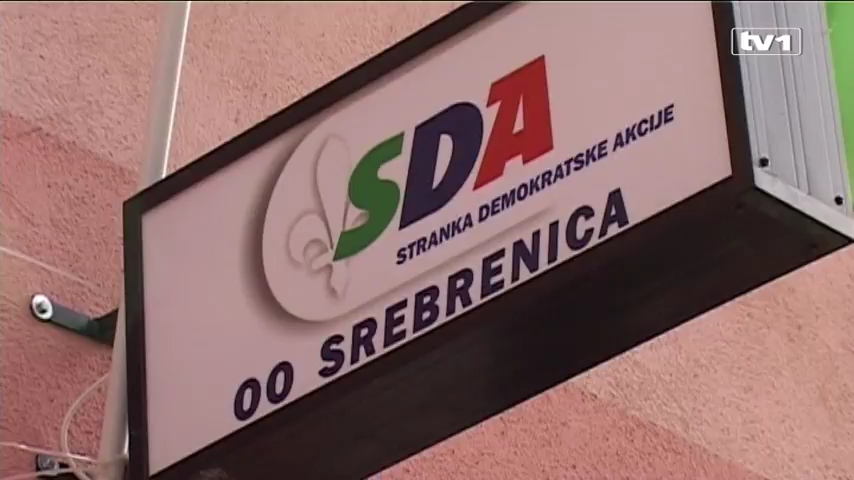 tv1
SDA
STRANKA DEMOKRATSKE AKCIJE
OO SREBRENICA